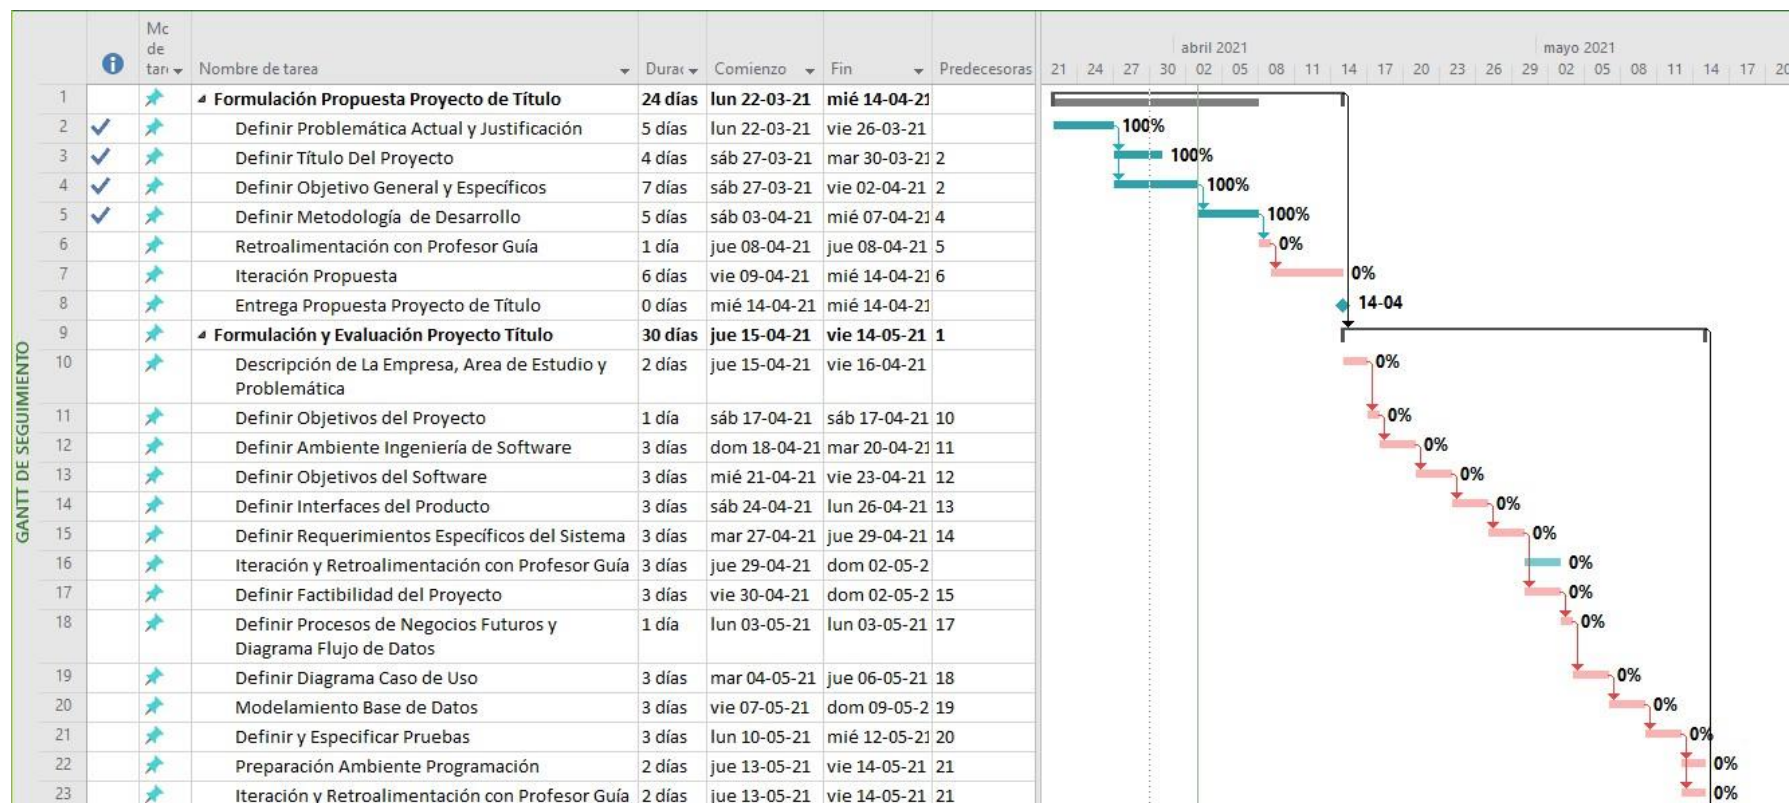 Mc
de
tare
Nombre de tarea Durac Comienzo Fin Predecesoras
abril 2021 mayo 2021
21 24 27 30 02 05 08 11 14 17 20 23 26 29 02 05 08 11 14 17 20
GANTT DE SEGUIMIENTO
1 Formulación Propuesta Proyecto de Título 24 días lun 22-03-21 mié 14-04-21
2 Definir Problemática Actual y Justificación 5 días lun 22-03-21 vie 26-03-21 100%
3 Definir Título Del Proyecto 4 días sáb 27-03-21 mar 30-03-21 2 100%
4 Definir Objetivo General y Específicos 7 días sáb 27-03-21 vie 02-04-21 2 100%
5 Definir Metodología de Desarrollo 5 días sáb 03-04-21 mié 07-04-21 4 100%
6 Retroalimentación con Profesor Guía 1 día jue 08-04-21 jue 08-04-21 5 0%
7 Iteración Propuesta 6 días vie 09-04-21 mié 14-04-21 6 0%
8 Entrega Propuesta Proyecto de Título 0 días mié 14-04-21 mié 14-04-21 14-04
9 Formulación y Evaluación Proyecto Título 30 días jue 15-04-21 vie 14-05-21 1
10 Descripción de La Empresa, Area de Estudio y 2 días jue 15-04-21 vie 16-04-21 0%
Problemática
11 Definir Objetivos del Proyecto 1 día sáb 17-04-21 sáb 17-04-21 10 0%
12 Definir Ambiente Ingeniería de Software 3 días dom 18-04-21 mar 20-04-21 11 0%
13 Definir Objetivos del Software 3 días mié 21-04-21 vie 23-04-21 12 0%
14 Definir Interfaces del Producto 3 días sáb 24-04-21 lun 26-04-21 13 0%
15 Definir Requerimientos Específicos del Sistema 3 días mar 27-04-21 jue 29-04-21 14 0%
16 Iteración y Retroalimentación con Profesor Guía 3 días jue 29-04-21 dom 02-05-2 0%
17 Definir Factibilidad del Proyecto 3 días vie 30-04-21 dom 02-05-2 15 0%
18 Definir Procesos de Negocios Futuros y 1 día lun 03-05-21 lun 03-05-21 17 0%
Diagrama Flujo de Datos
19 Definir Diagrama Caso de Uso 3 días mar 04-05-21 jue 06-05-21 18 0%
20 Modelamiento Base de Datos 3 días vie 07-05-21 dom 09-05-2 19 0%
21 Definir y Especificar Pruebas 3 días lun 10-05-21 mié 12-05-21 20 0%
22 Preparación Ambiente Programación 2 días jue 13-05-21 vie 14-05-21 21 0%
23 Iteración y Retroalimentación con Profesor Guía 2 días jue 13-05-21 vie 14-05-21 21 0%